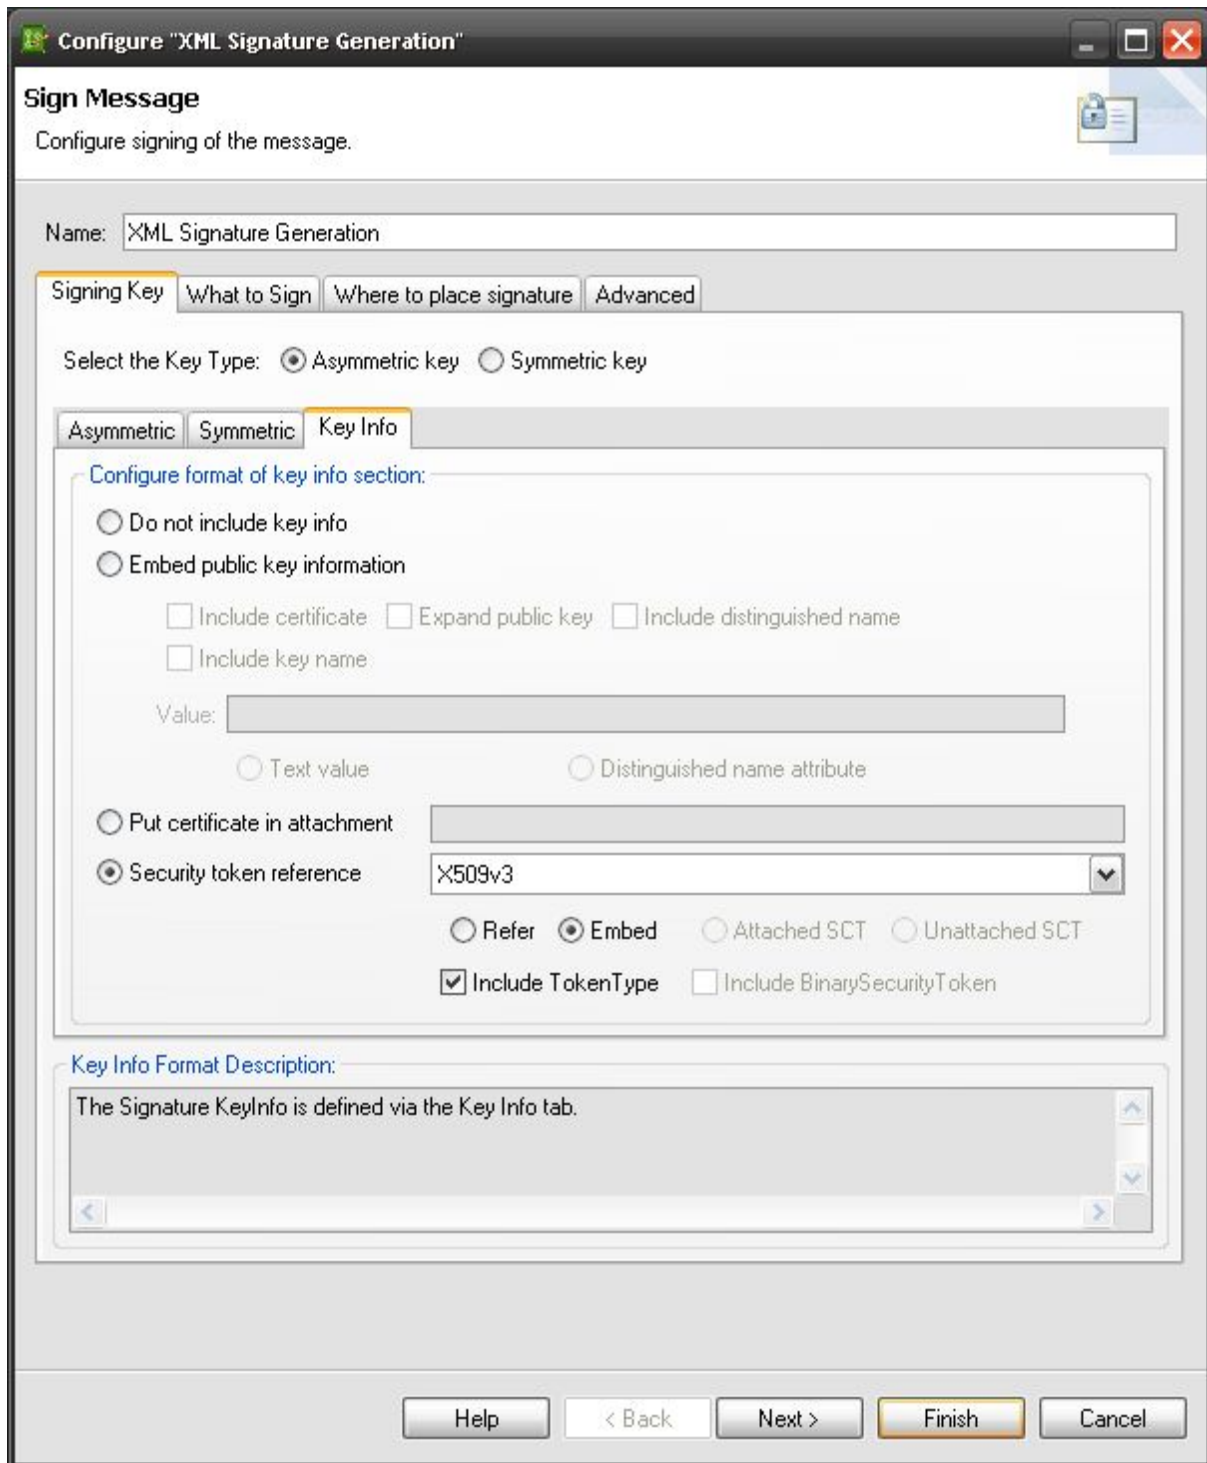 Configure "XML Signature Generation"
Sign Message
Configure signing of the message.
Name: XML Signature Generation
Signing Key What to Sign Where to place signature Advanced
Select the Key Type: Asymmetric key Symmetric key
Asymmetric Symmetric Key Info
Configure format of key info section:
Do not include key info
Embed public key information
Include certificate Expand public key Include distinguished name
Include key name
Value:
Text value Distinguished name attribute
Put certificate in attachment
Security token reference X509v3
Refer Embed Attached SCT Unattached SCT
Include TokenType Include BinarySecurityToken
Key Info Format Description:
The Signature KeyInfo is defined via the Key Info tab.
Help < Back Next > Finish Cancel